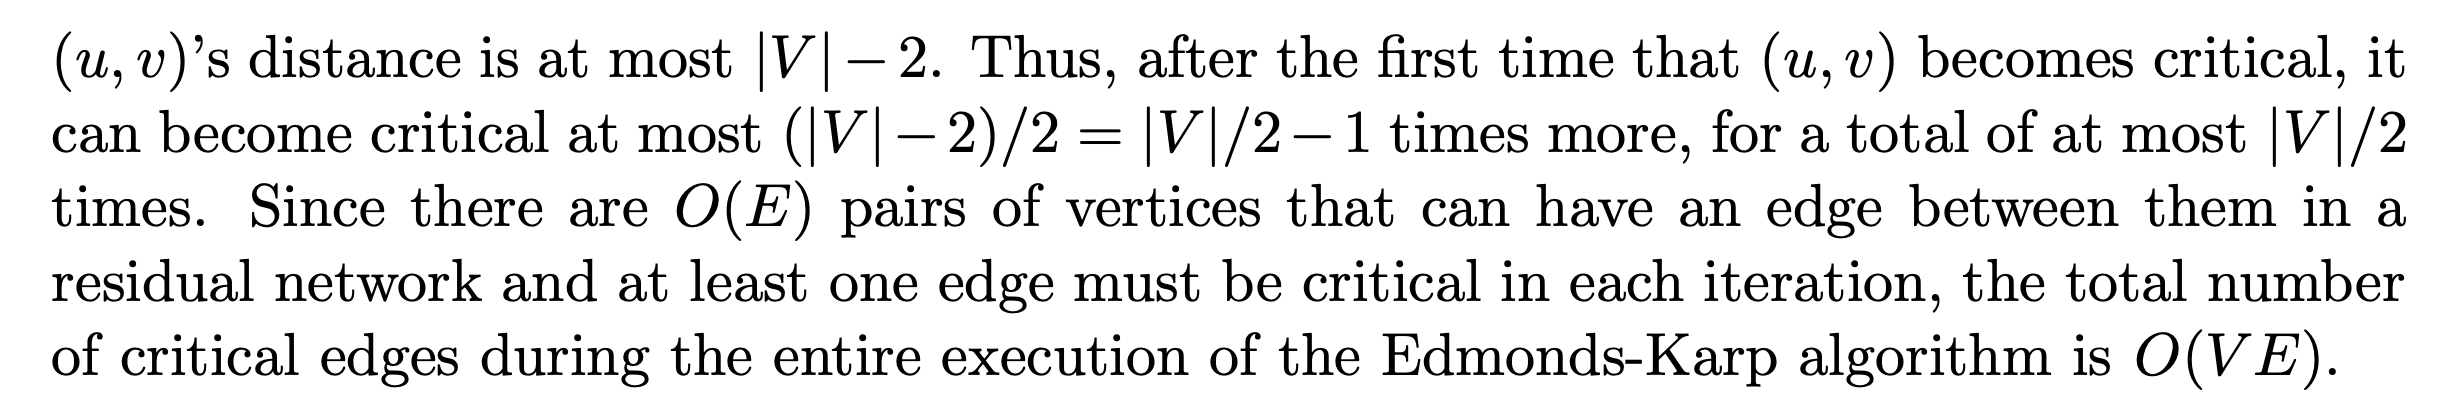 (u, v)’s distance is at most |V| − 2. Thus, after the first time that (u, v) becomes critical, it
can become critical at most (|V| − 2)/2 = |V|/2 − 1 times more, for a total of at most |V|/2
times. Since there are O(E) pairs of vertices that can have an edge between them in a
residual network and at least one edge must be critical in each iteration, the total number
of critical edges during the entire execution of the Edmonds-Karp algorithm is O(VE).